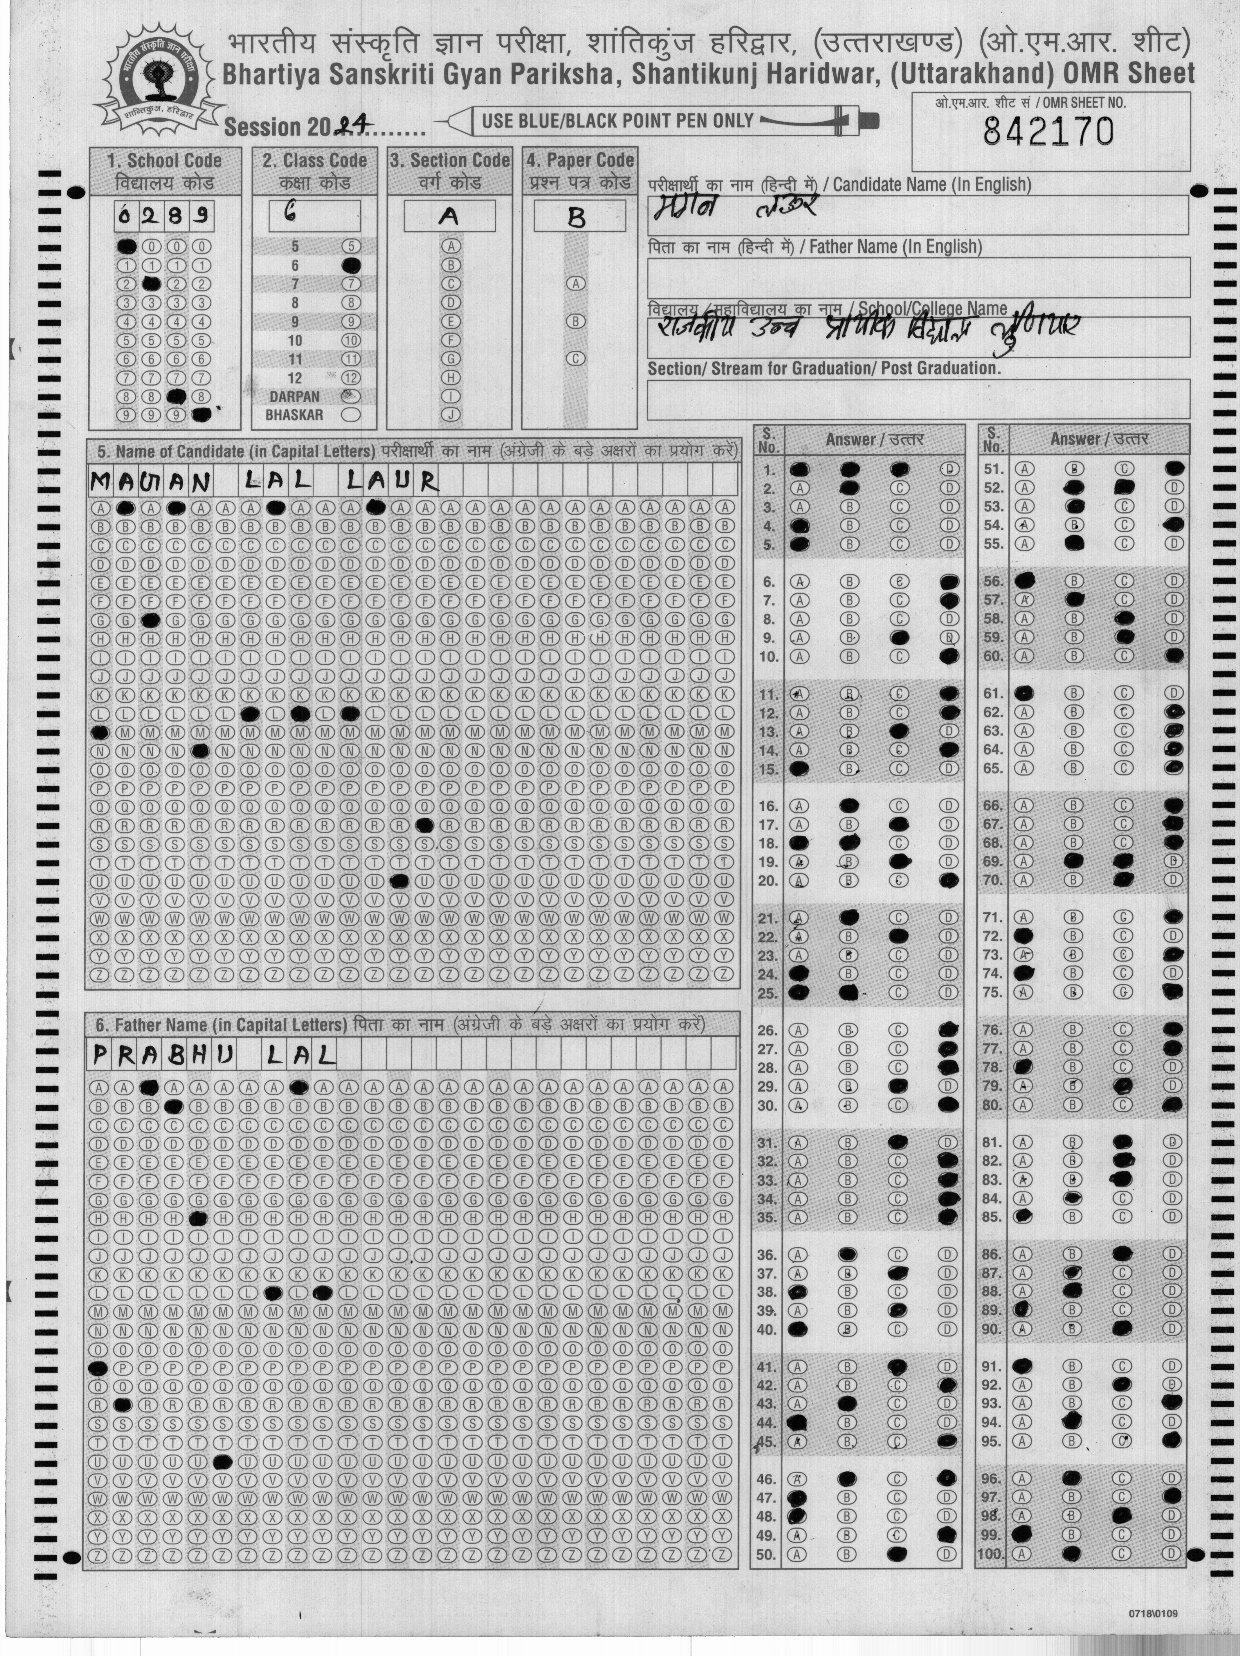 भारतीय संस्कृति ज्ञान परीक्षा, शांतिकुंज हरिद्वार, (उत्तराखण्ड) (ओ.एम.आर. शीट)
Bhartiya Sanskriti Gyan Pariksha, Shantikunj Haridwar, (Uttarakhand) OMR Sheet
Session 2024
USE BLUE/BLACK POINT PEN ONLY
ओ.एम.आर. शीट सं / OMR SHEET NO.
842170
1. School Code
विद्यालय कोड
0289
2. Class Code
कक्षा कोड
6
5
6
7
8
9
10
11
12
DARPAN
BHASKAR
3. Section Code
वर्ग कोड
A
4. Paper Code
प्रश्न पत्र कोड
B
परीक्षार्थी का नाम (हिन्दी में) / Candidate Name (In English)
मगन
पिता का नाम (हिन्दी में) / Father Name (In English)
विद्यालय / महाविद्यालय का नाम / School/College Name
राजकीय उच्च
Section/ Stream for Graduation/ Post Graduation.
5. Name of Candidate (in Capital Letters) परीक्षार्थी का नाम (अंग्रेजी के बड़े अक्षरों का प्रयोग करें)
MAGAN LAL LAUR
6. Father Name (in Capital Letters) पिता का नाम (अंग्रेजी के बड़े अक्षरों का प्रयोग करें)
PRABHU LAL
S. No. Answer / उत्तर
S. No. Answer / उत्तर
0718\0109